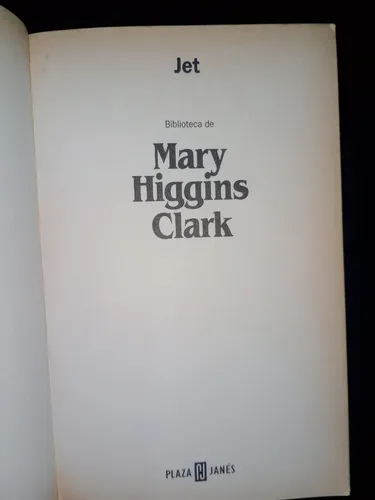 Jet
Biblioteca de
Mary
Higgins
Clark
PLAZA JANÉS